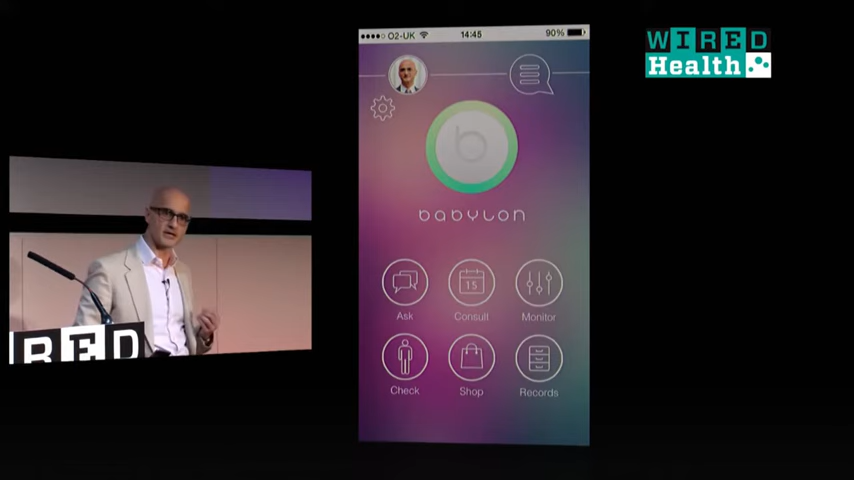 O2-UK 14:45 90%
WIRED
Health
b
babylon
15
Ask Consult Monitor
Check Shop Records
RED